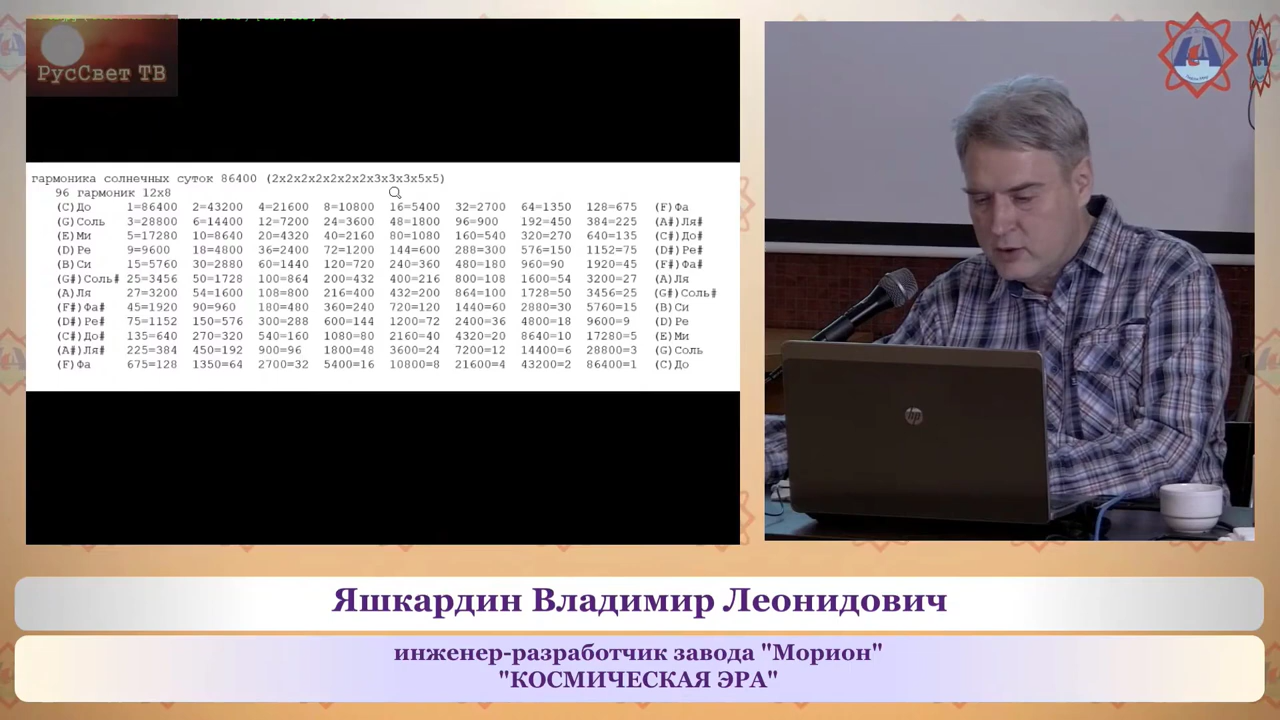 РусСвет ТВ
гармоника солнечных суток 86400 (2x2x2x2x2x2x2x3x3x3x5x5)
96 гармоник 12x8
(C)До 1=86400 2=43200 4=21600 8=10800 16=5400 32=2700 64=1350 128=675 (F)Фа
(G)Соль 3=28800 6=14400 12=7200 24=3600 48=1800 96=900 192=450 384=225 (A#)Ля#
(E)Ми 5=17280 10=8640 20=4320 40=2160 80=1080 160=540 320=270 640=135 (C#)До#
(D)Ре 9=9600 18=4800 36=2400 72=1200 144=600 288=300 576=150 1152=75 (D#)Ре#
(B)Си 15=5760 30=2880 60=1440 120=720 240=360 480=180 960=90 1920=45 (F#)Фа#
(G#)Соль# 25=3456 50=1728 100=864 200=432 400=216 800=108 1600=54 3200=27 (A)Ля
(A)Ля 27=3200 54=1600 108=800 216=400 432=200 864=100 1728=50 3456=25 (G#)Соль#
(F#)Фа# 45=1920 90=960 180=480 360=240 720=120 1440=60 2880=30 5760=15 (B)Си
(D#)Ре# 75=1152 150=576 300=288 600=144 1200=72 2400=36 4800=18 9600=9 (D)Ре
(C#)До# 135=640 270=320 540=160 1080=80 2160=40 4320=20 8640=10 17280=5 (E)Ми
(A#)Ля# 225=384 450=192 900=96 1800=48 3600=24 7200=12 14400=6 28800=3 (G)Соль
(F)Фа 675=128 1350=64 2700=32 5400=16 10800=8 21600=4 43200=2 86400=1 (C)До
hp
Яшкардин Владимир Леонидович
инженер-разработчик завода "Морион"
"КОСМИЧЕСКАЯ ЭРА"